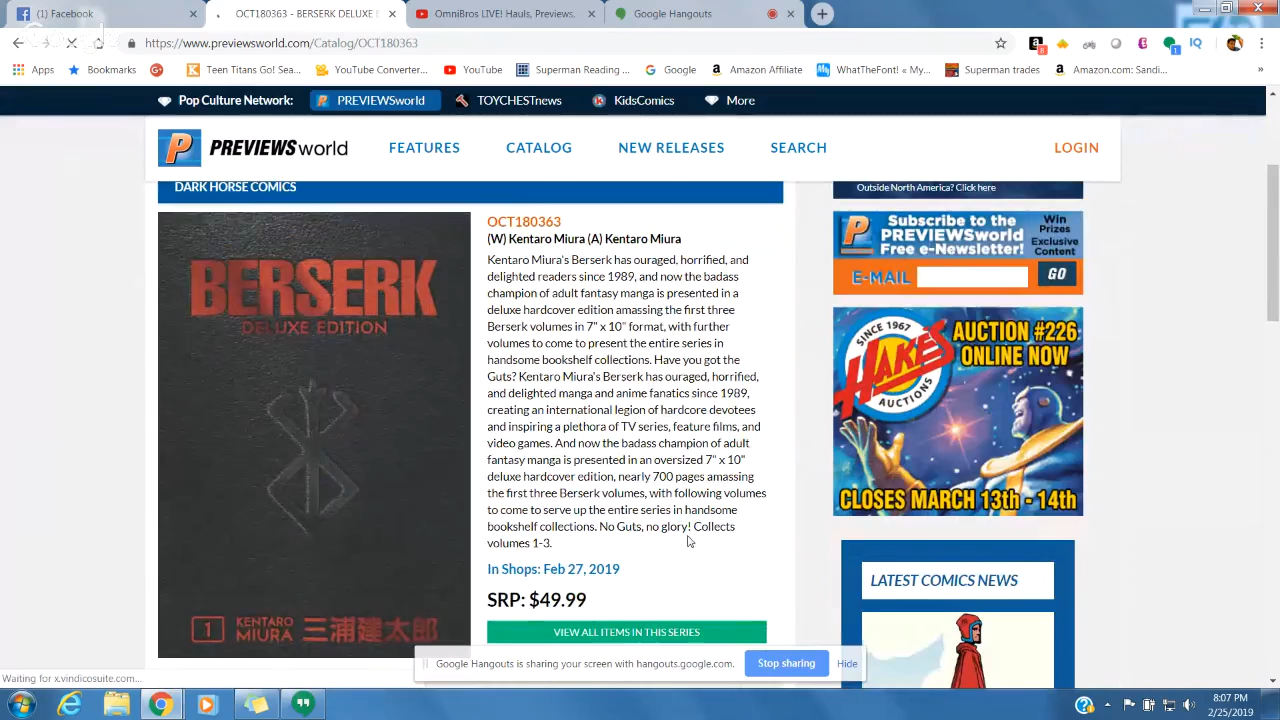 (1) Facebook
OCT180363 - BERSERK DELUXE E
OmniBros LIVE! Hauls, Previews.
Google Hangouts
https://www.previewsworld.com/Catalog/OCT180363
8
1
IQ
Apps
Bookmarks
Teen Titans Go! Sea...
YouTube Converter...
YouTube
Superman Reading ...
Google
Amazon Affiliate
WhatTheFont! « My...
Superman trades
Amazon.com: Sandi...
»
Pop Culture Network:
PREVIEWSworld
TOYCHESTnews
KidsComics
More
P PREVIEWSworld
FEATURES
CATALOG
NEW RELEASES
SEARCH
LOGIN
DARK HORSE COMICS
BERSERK
DELUXE EDITION
1
KENTARO
MIURA
三浦建太郎
OCT180363
(W) Kentaro Miura (A) Kentaro Miura
Kentaro Miura's Berserk has ouraged, horrified, and
delighted readers since 1989, and now the badass
champion of adult fantasy manga is presented in a
deluxe hardcover edition amassing the first three
Berserk volumes in 7" x 10" format, with further
volumes to come to present the entire series in
handsome bookshelf collections. Have you got the
Guts? Kentaro Miura's Berserk has ouraged, horrified,
and delighted manga and anime fanatics since 1989,
creating an international legion of hardcore devotees
and inspiring a plethora of TV series, feature films, and
video games. And now the badass champion of adult
fantasy manga is presented in an oversized 7" x 10"
deluxe hardcover edition, nearly 700 pages amassing
the first three Berserk volumes, with following volumes
to come to serve up the entire series in handsome
bookshelf collections. No Guts, no glory! Collects
volumes 1-3.
In Shops: Feb 27, 2019
SRP: $49.99
VIEW ALL ITEMS IN THIS SERIES
Outside North America? Click here
Subscribe to the
PREVIEWSworld
Free e-Newsletter!
Win
Prizes
Exclusive
Content
E-MAIL
GO
SINCE 1967
HAKE'S
AUCTIONS
AUCTION #226
ONLINE NOW
CLOSES MARCH 13th - 14th
LATEST COMICS NEWS
Google Hangouts is sharing your screen with hangouts.google.com.
Stop sharing
Hide
Waiting for x.vindicosuite.com...
8:07 PM
2/25/2019